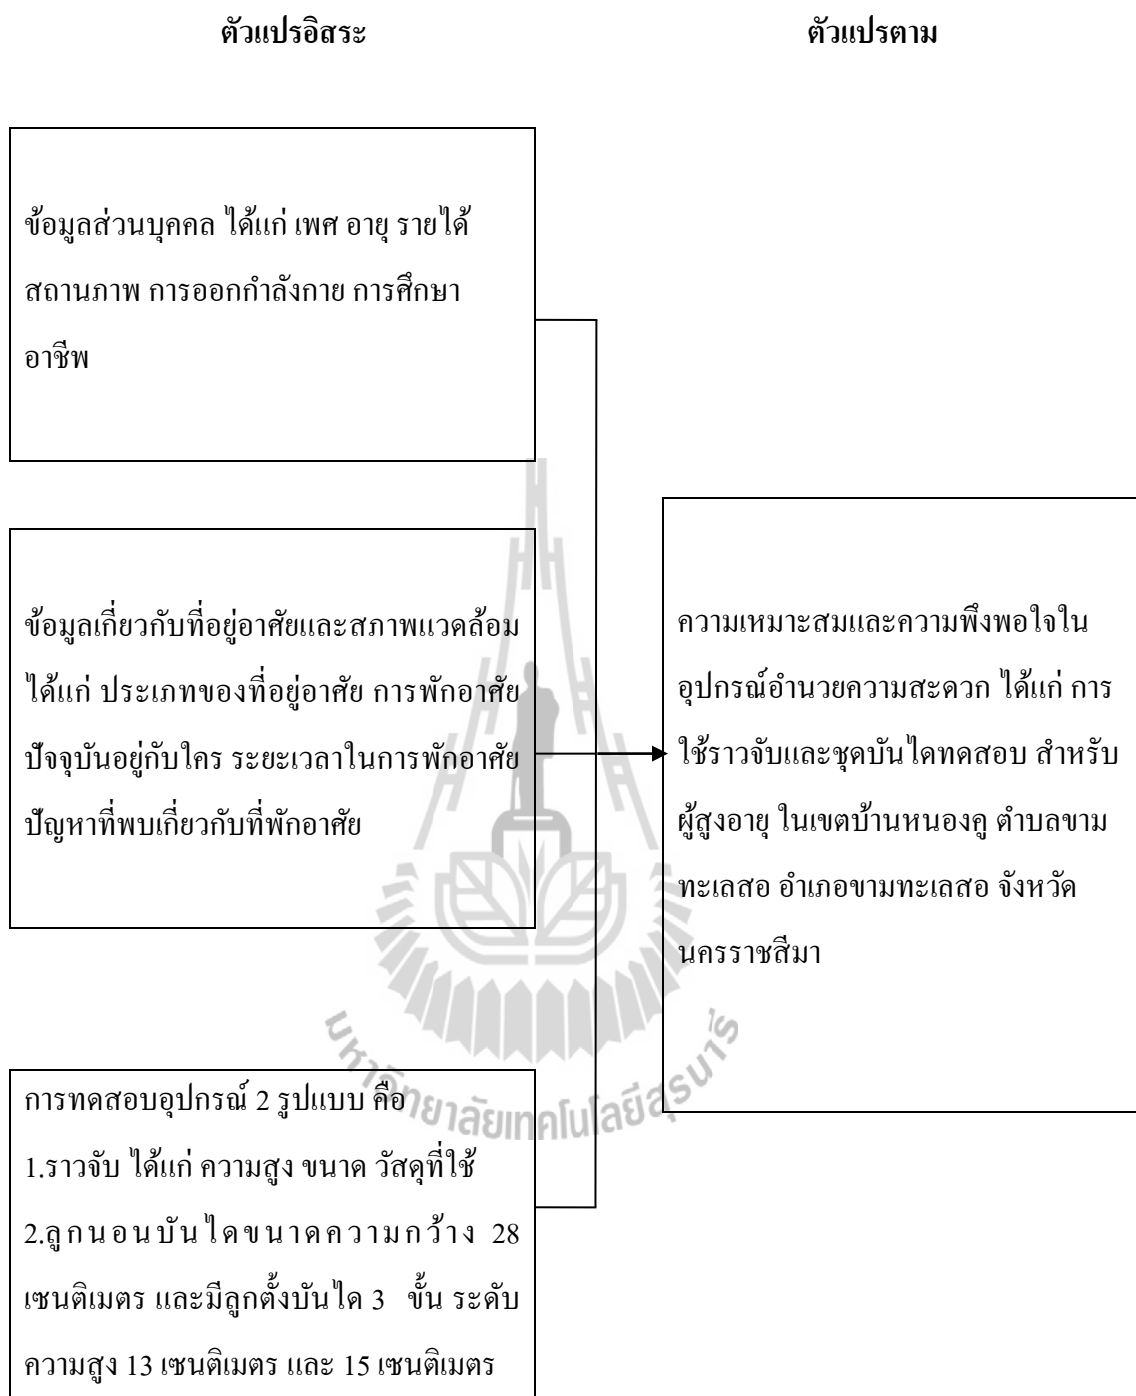 ตัวแปรอิสระ
ตัวแปรตาม
ข้อมูลส่วนบุคคล ได้แก่ เพศ อายุ รายได้
สถานภาพ การออกกำลังกาย การศึกษา
อาชีพ
ข้อมูลเกี่ยวกับที่อยู่อาศัยและสภาพแวดล้อม
ได้แก่ ประเภทของที่อยู่อาศัย การพักอาศัย
ปัจจุบันอยู่กับใคร ระยะเวลาในการพักอาศัย
ปัญหาที่พบเกี่ยวกับที่พักอาศัย
การทดสอบอุปกรณ์ 2 รูปแบบ คือ
1.ราวจับ ได้แก่ ความสูง ขนาด วัสดุที่ใช้
2.ลูกนอนบันไดขนาดความกว้าง 28
เซนติเมตร และมีลูกตั้งบันได 3 ขั้น ระดับ
ความสูง 13 เซนติเมตร และ 15 เซนติเมตร
ความเหมาะสมและความพึงพอใจใน
อุปกรณ์อำนวยความสะดวก ได้แก่ การ
ใช้ราวจับและชุดบันไดทดสอบ สำหรับ
ผู้สูงอายุ ในเขตบ้านหนองคู ตำบลขาม
ทะเลสอ อำเภอขามทะเลสอ จังหวัด
นครราชสีมา
มหาวิทยาลัยเทคโนโลยีสุรนารี